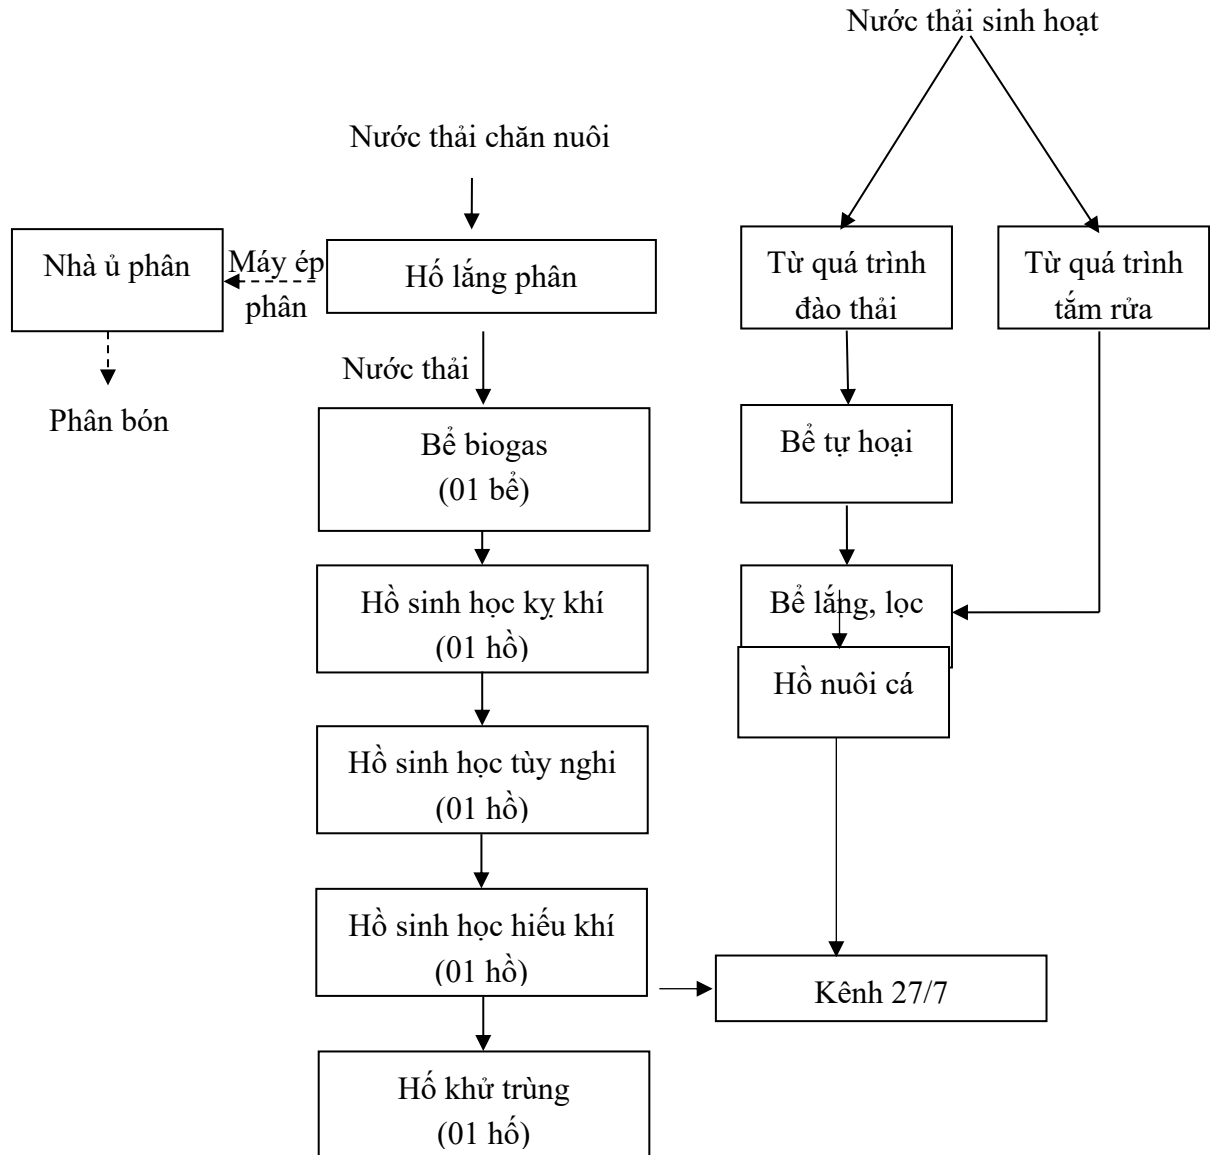 Nước thải sinh hoạt
Nước thải chăn nuôi
Nhà ủ phân
Máy ép
phân
Hố lắng phân
Từ quá trình
đào thải
Từ quá trình
tắm rửa
Nước thải
Phân bón
Bể biogas
(01 bể)
Bể tự hoại
Hồ sinh học kỵ khí
(01 hồ)
Bể lắng, lọc
Hồ nuôi cá
Hồ sinh học tùy nghi
(01 hồ)
Hồ sinh học hiếu khí
(01 hồ)
Kênh 27/7
Hố khử trùng
(01 hố)